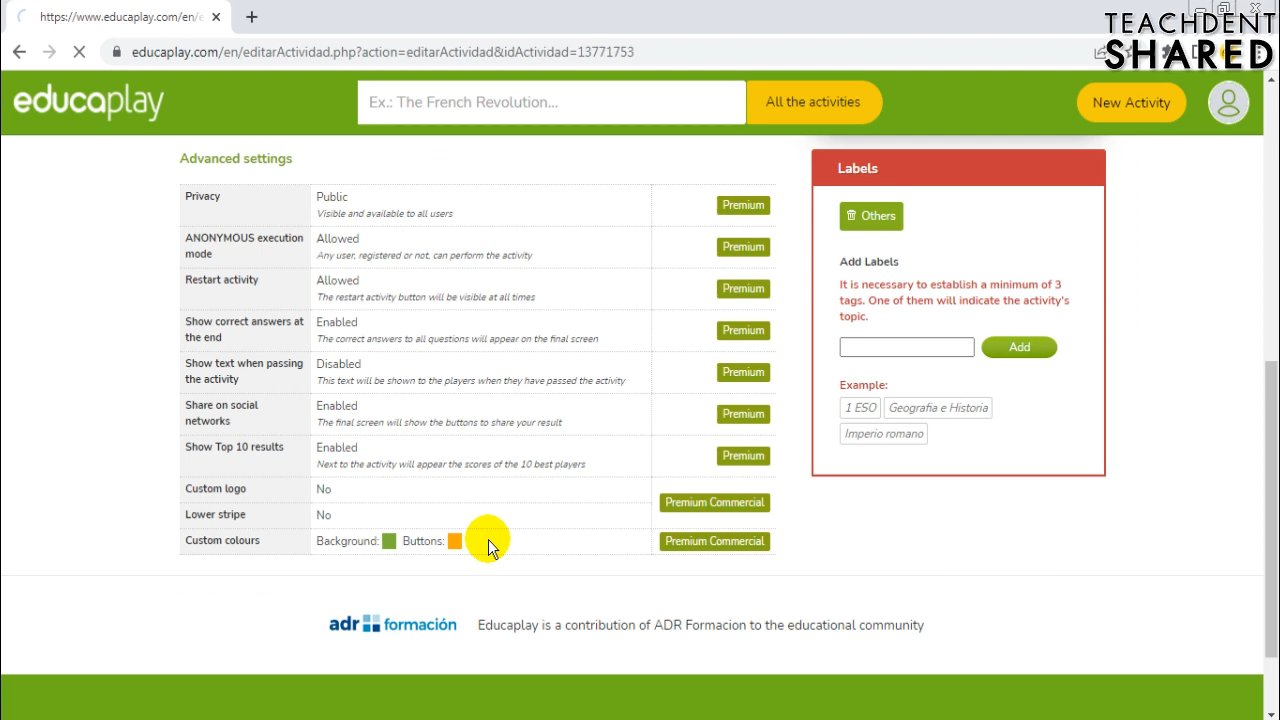 https://www.educaplay.com/en/e
TEACHDENT
SHARED
educaplay.com/en/editarActividad.php?action=editarActividad&idActividad=13771753
educaplay
Ex.: The French Revolution...
All the activities
New Activity
Advanced settings
Privacy
Public
Visible and available to all users
Premium
ANONYMOUS execution
mode
Allowed
Any user, registered or not, can perform the activity
Premium
Restart activity
Allowed
The restart activity button will be visible at all times
Premium
Show correct answers at
the end
Enabled
The correct answers to all questions will appear on the final screen
Premium
Show text when passing
the activity
Disabled
This text will be shown to the players when they have passed the activity
Premium
Share on social
networks
Enabled
The final screen will show the buttons to share your result
Premium
Show Top 10 results
Enabled
Next to the activity will appear the scores of the 10 best players
Premium
Custom logo
No
Premium Commercial
Lower stripe
No
Custom colours
Background: Buttons:
Premium Commercial
Labels
Others
Add Labels
It is necessary to establish a minimum of 3
tags. One of them will indicate the activity's
topic.
Add
Example:
1 ESO
Geografia e Historia
Imperio romano
adr formación
Educaplay is a contribution of ADR Formacion to the educational community